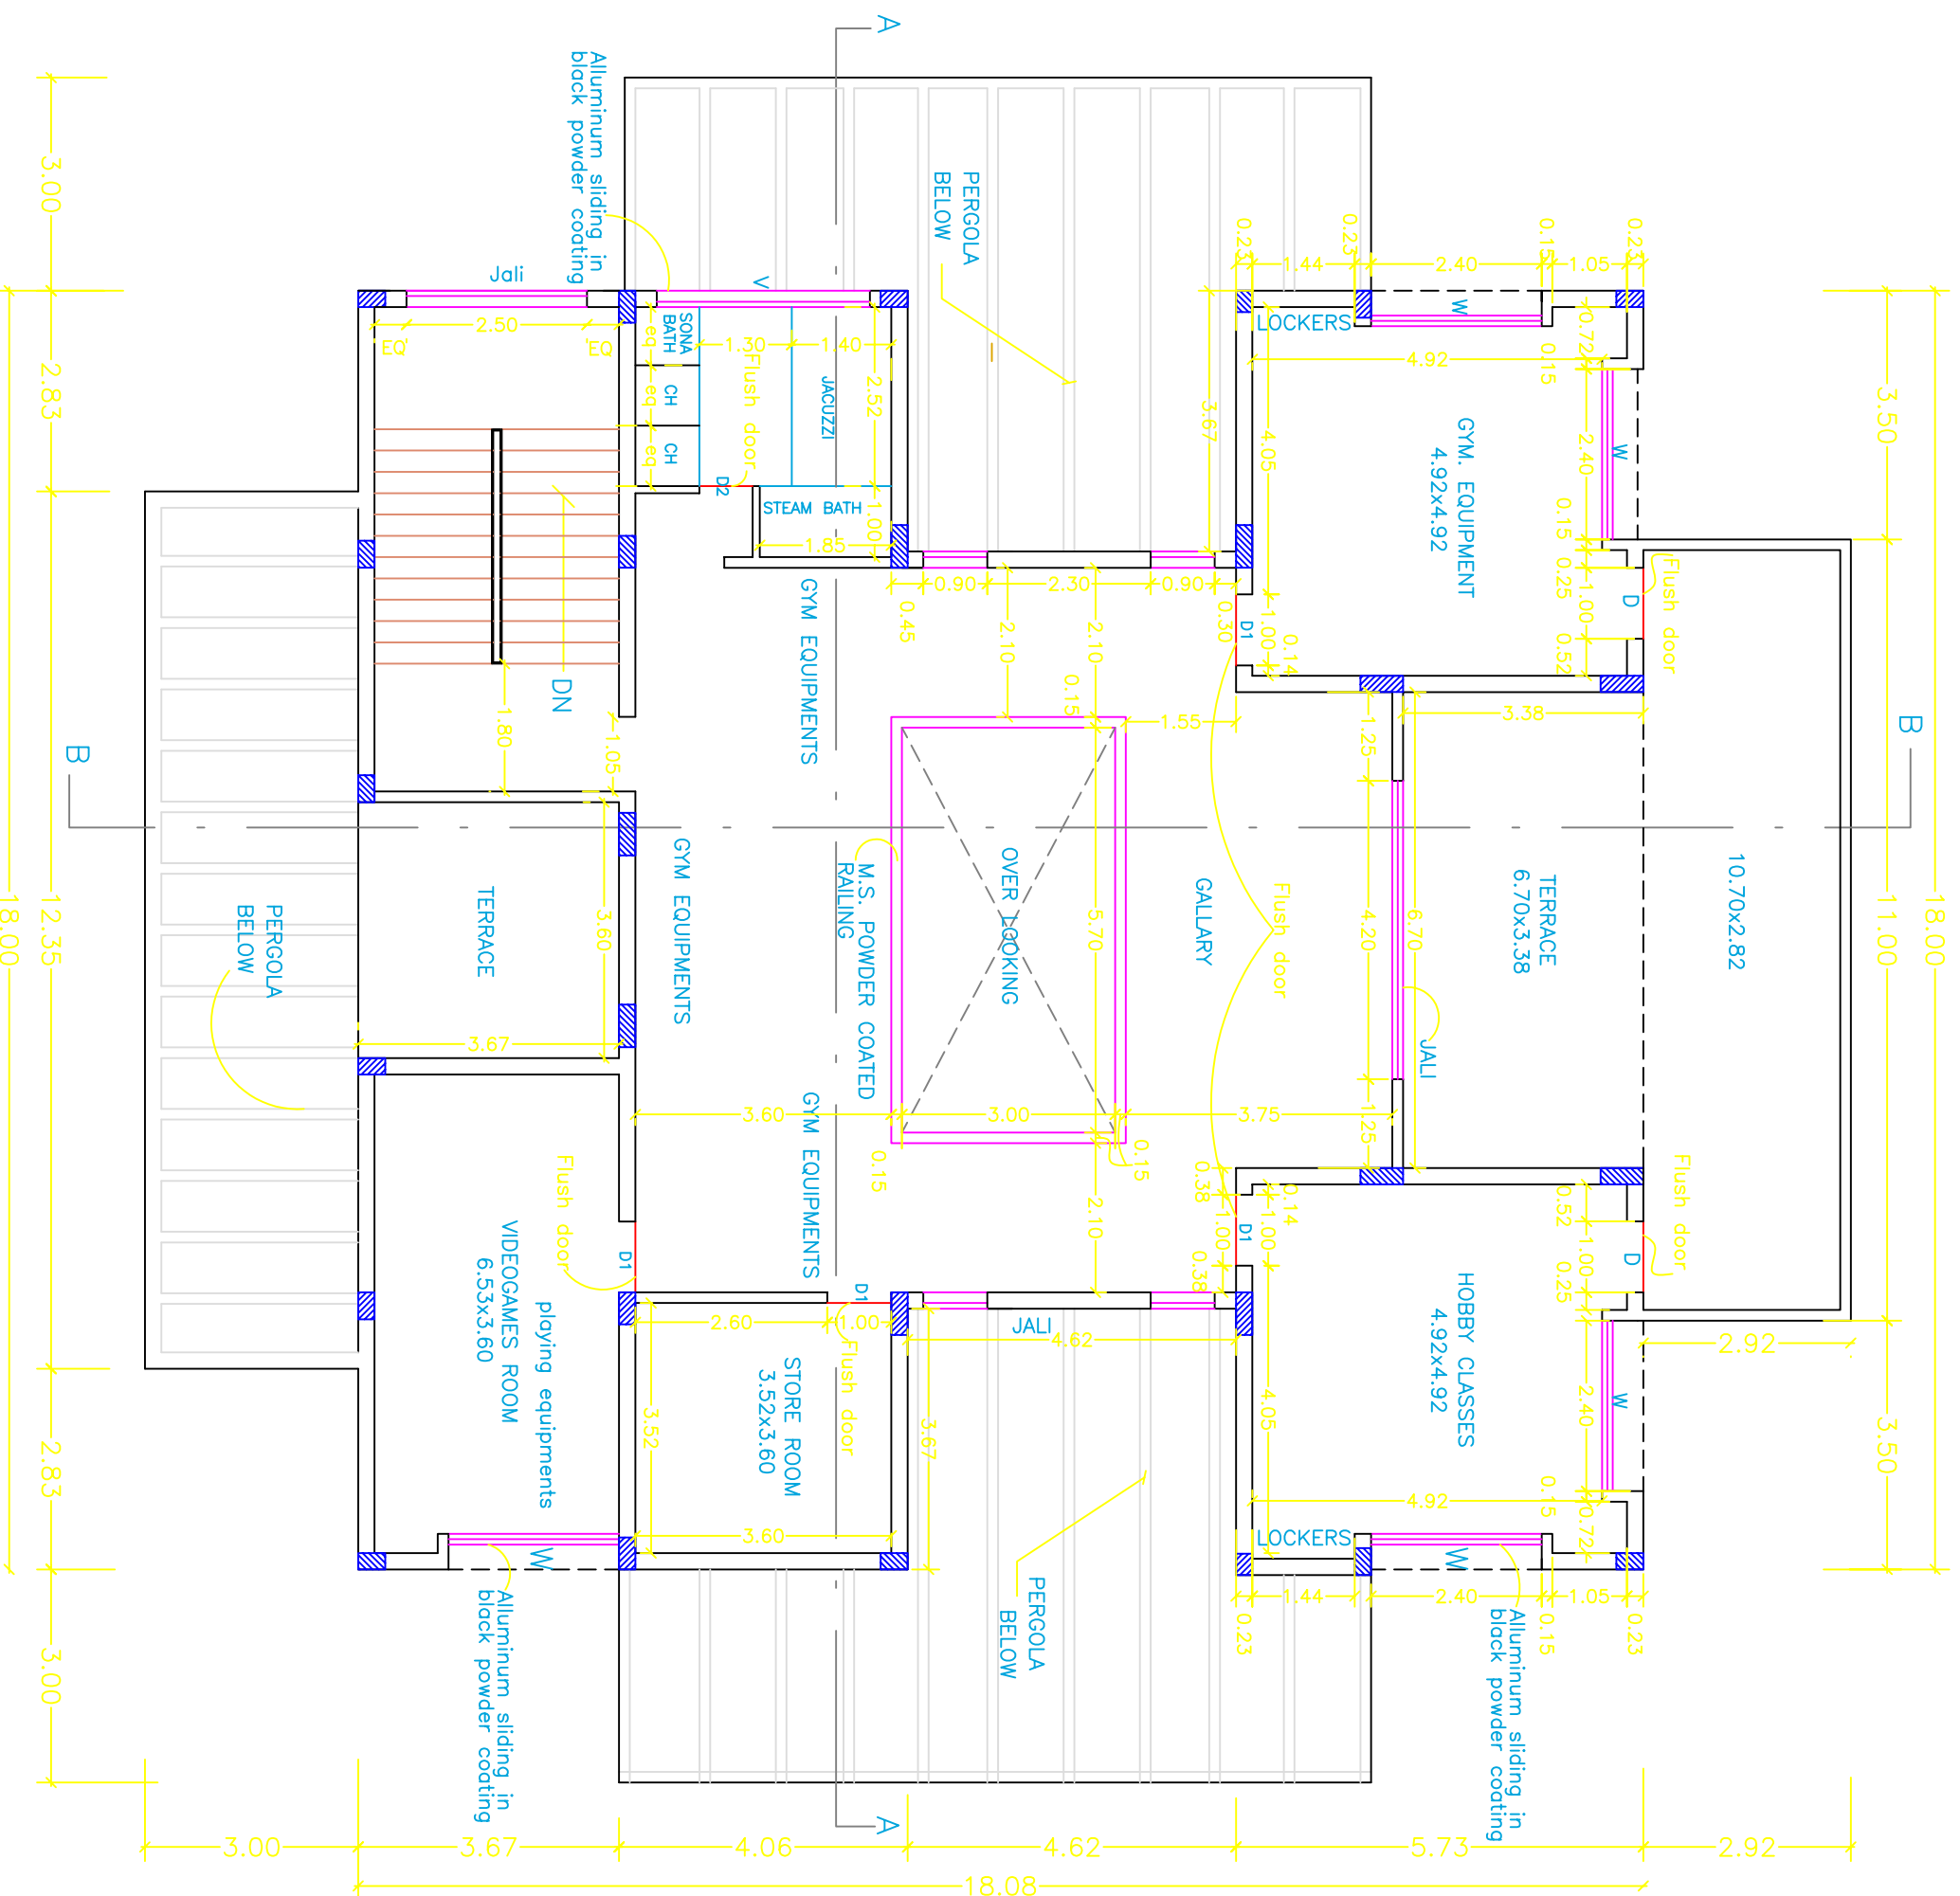 A
Alluminum sliding in
black powder coating
3.00
PERGOLA
BELOW
0.23
0.23
0.15
0.23
1.44
2.40
1.05
Jali
V
W
LOCKERS
SONA
BATH
eq
2.50
EQ
EQ
1.30
1.40
Flush door
JACUZZI
2.52
CH
eq
CH
eq
D2
STEAM BATH
1.00
1.85
2.83
3.67
4.05
4.92
0.72
0.15
2.40
W
GYM. EQUIPMENT
4.92x4.92
3.50
0.15
0.25
1.00
0.52
D
Flush door
GYM EQUIPMENTS
0.90
2.30
0.90
0.45
0.30
D1
1.00
0.14
2.10
2.10
0.15
1.55
DN
1.80
1.05
B
B
1.25
3.38
GYM EQUIPMENTS
TERRACE
3.60
M.S. POWDER COATED
RAILING
OVER LOOKING
GALLARY
Flush door
5.70
4.20
6.70
TERRACE
6.70x3.38
10.70x2.82
PERGOLA
BELOW
18.00
12.35
11.00
18.00
3.67
JALI
3.60
3.00
3.75
1.25
GYM EQUIPMENTS
0.15
0.15
0.38
1.00
0.38
2.10
0.14
1.00
D1
0.52
1.00
0.25
D
Flush door
Flush door
VIDEOGAMES ROOM
6.53x3.60
playing equipments
D1
D1
2.60
1.00
Flush door
STORE ROOM
3.52x3.60
3.52
3.60
JALI
4.62
3.67
HOBBY CLASSES
4.92x4.92
4.05
4.92
2.40
W
0.15
0.72
2.92
3.50
2.83
LOCKERS
W
W
Alluminum sliding in
black powder coating
PERGOLA
BELOW
1.44
2.40
1.05
0.23
0.15
0.23
Alluminum sliding in
black powder coating
3.00
A
3.00
3.67
4.06
4.62
5.73
2.92
18.08